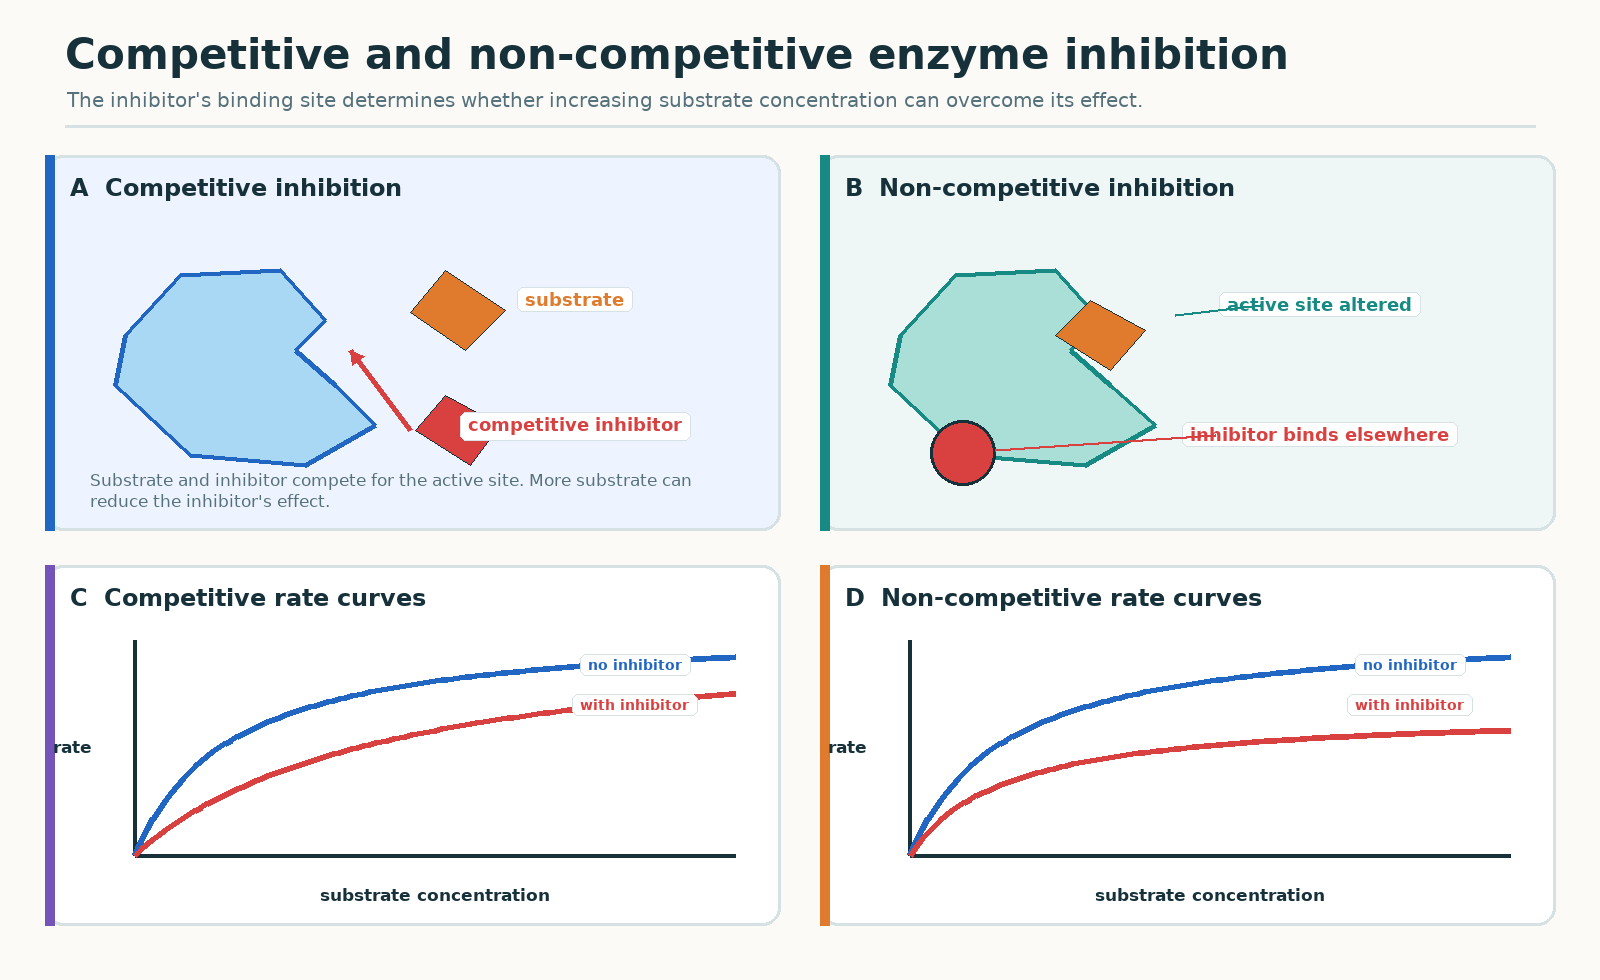 Competitive and non-competitive enzyme inhibition
The inhibitor's binding site determines whether increasing substrate concentration can overcome its effect.
A Competitive inhibition
substrate
competitive inhibitor
Substrate and inhibitor compete for the active site. More substrate can
reduce the inhibitor's effect.
B Non-competitive inhibition
active site altered
inhibitor binds elsewhere
C Competitive rate curves
no inhibitor
with inhibitor
rate
substrate concentration
D Non-competitive rate curves
no inhibitor
with inhibitor
rate
substrate concentration